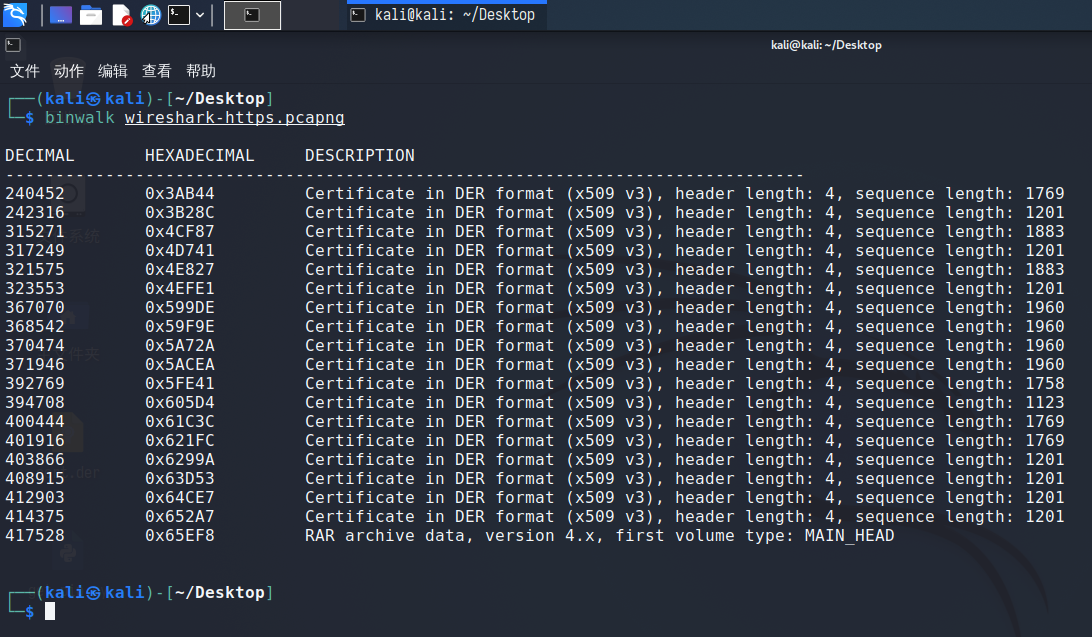 kali@kali: ~/Desktop
kali@kali: ~/Desktop
文件 动作 编辑 查看 帮助
┌──(kali㉿kali)-[~/Desktop]
└─$ binwalk wireshark-https.pcapng
DECIMAL HEXADECIMAL DESCRIPTION
--------------------------------------------------------------------------------
240452 0x3AB44 Certificate in DER format (x509 v3), header length: 4, sequence length: 1769
242316 0x3B28C Certificate in DER format (x509 v3), header length: 4, sequence length: 1201
315271 0x4CF87 Certificate in DER format (x509 v3), header length: 4, sequence length: 1883
317249 0x4D741 Certificate in DER format (x509 v3), header length: 4, sequence length: 1201
321575 0x4E827 Certificate in DER format (x509 v3), header length: 4, sequence length: 1883
323553 0x4EFE1 Certificate in DER format (x509 v3), header length: 4, sequence length: 1201
367070 0x599DE Certificate in DER format (x509 v3), header length: 4, sequence length: 1960
368542 0x59F9E Certificate in DER format (x509 v3), header length: 4, sequence length: 1960
370474 0x5A72A Certificate in DER format (x509 v3), header length: 4, sequence length: 1960
371946 0x5ACEA Certificate in DER format (x509 v3), header length: 4, sequence length: 1960
392769 0x5FE41 Certificate in DER format (x509 v3), header length: 4, sequence length: 1758
394708 0x605D4 Certificate in DER format (x509 v3), header length: 4, sequence length: 1123
400444 0x61C3C Certificate in DER format (x509 v3), header length: 4, sequence length: 1769
401916 0x621FC Certificate in DER format (x509 v3), header length: 4, sequence length: 1769
403866 0x6299A Certificate in DER format (x509 v3), header length: 4, sequence length: 1201
408915 0x63D53 Certificate in DER format (x509 v3), header length: 4, sequence length: 1201
412903 0x64CE7 Certificate in DER format (x509 v3), header length: 4, sequence length: 1201
414375 0x652A7 Certificate in DER format (x509 v3), header length: 4, sequence length: 1201
417528 0x65EF8 RAR archive data, version 4.x, first volume type: MAIN_HEAD
┌──(kali㉿kali)-[~/Desktop]
└─$